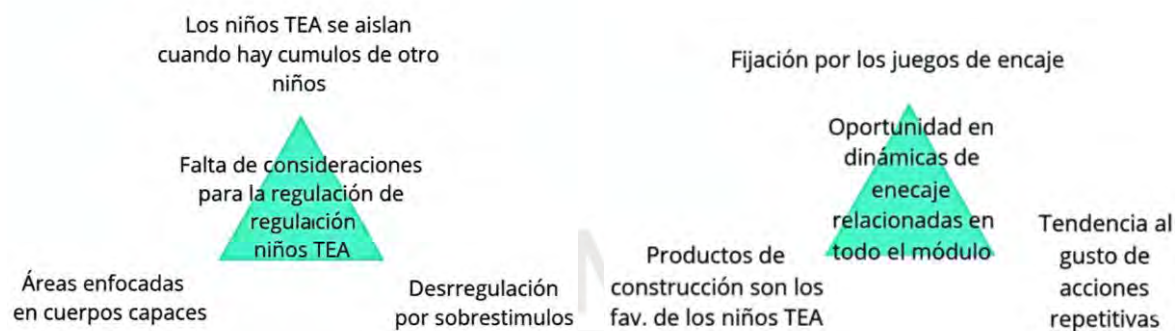 Los niños TEA se aislan
cuando hay cumulos de otro
niños
Falta de consideraciones
para la regulación de
regulación
niños TEA
Áreas enfocadas
en cuerpos capaces
Desrregulación
por sobrestimulos
Fijación por los juegos de encaje
Oportunidad en
dinámicas de
enecaje
relacionadas en
todo el módulo
Productos de
construcción son los
fav. de los niños TEA
Tendencia al
gusto de
acciones
repetitivas